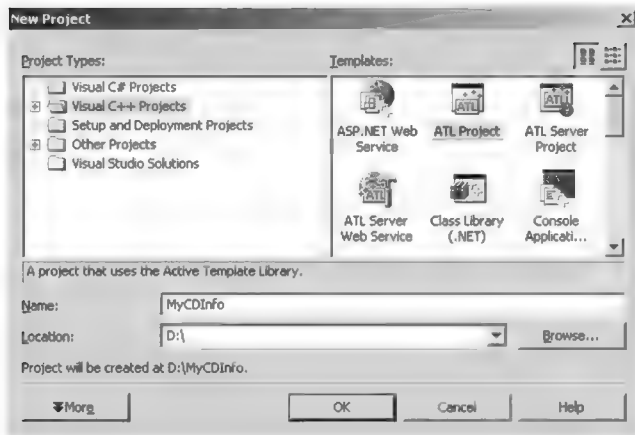 New Project
Project Types:
Templates:
Visual C# Projects
Visual C++ Projects
Setup and Deployment Projects
Other Projects
Visual Studio Solutions
ASP.NET Web
Service
ATL Project
ATL Server
Project
ATL Server
Web Service
Class Library
(.NET)
Console
Applicati...
A project that uses the Active Template Library.
Name:
MyCDInfo
Location:
D:\
Browse...
Project will be created at D:\MyCDInfo.
More
OK
Cancel
Help